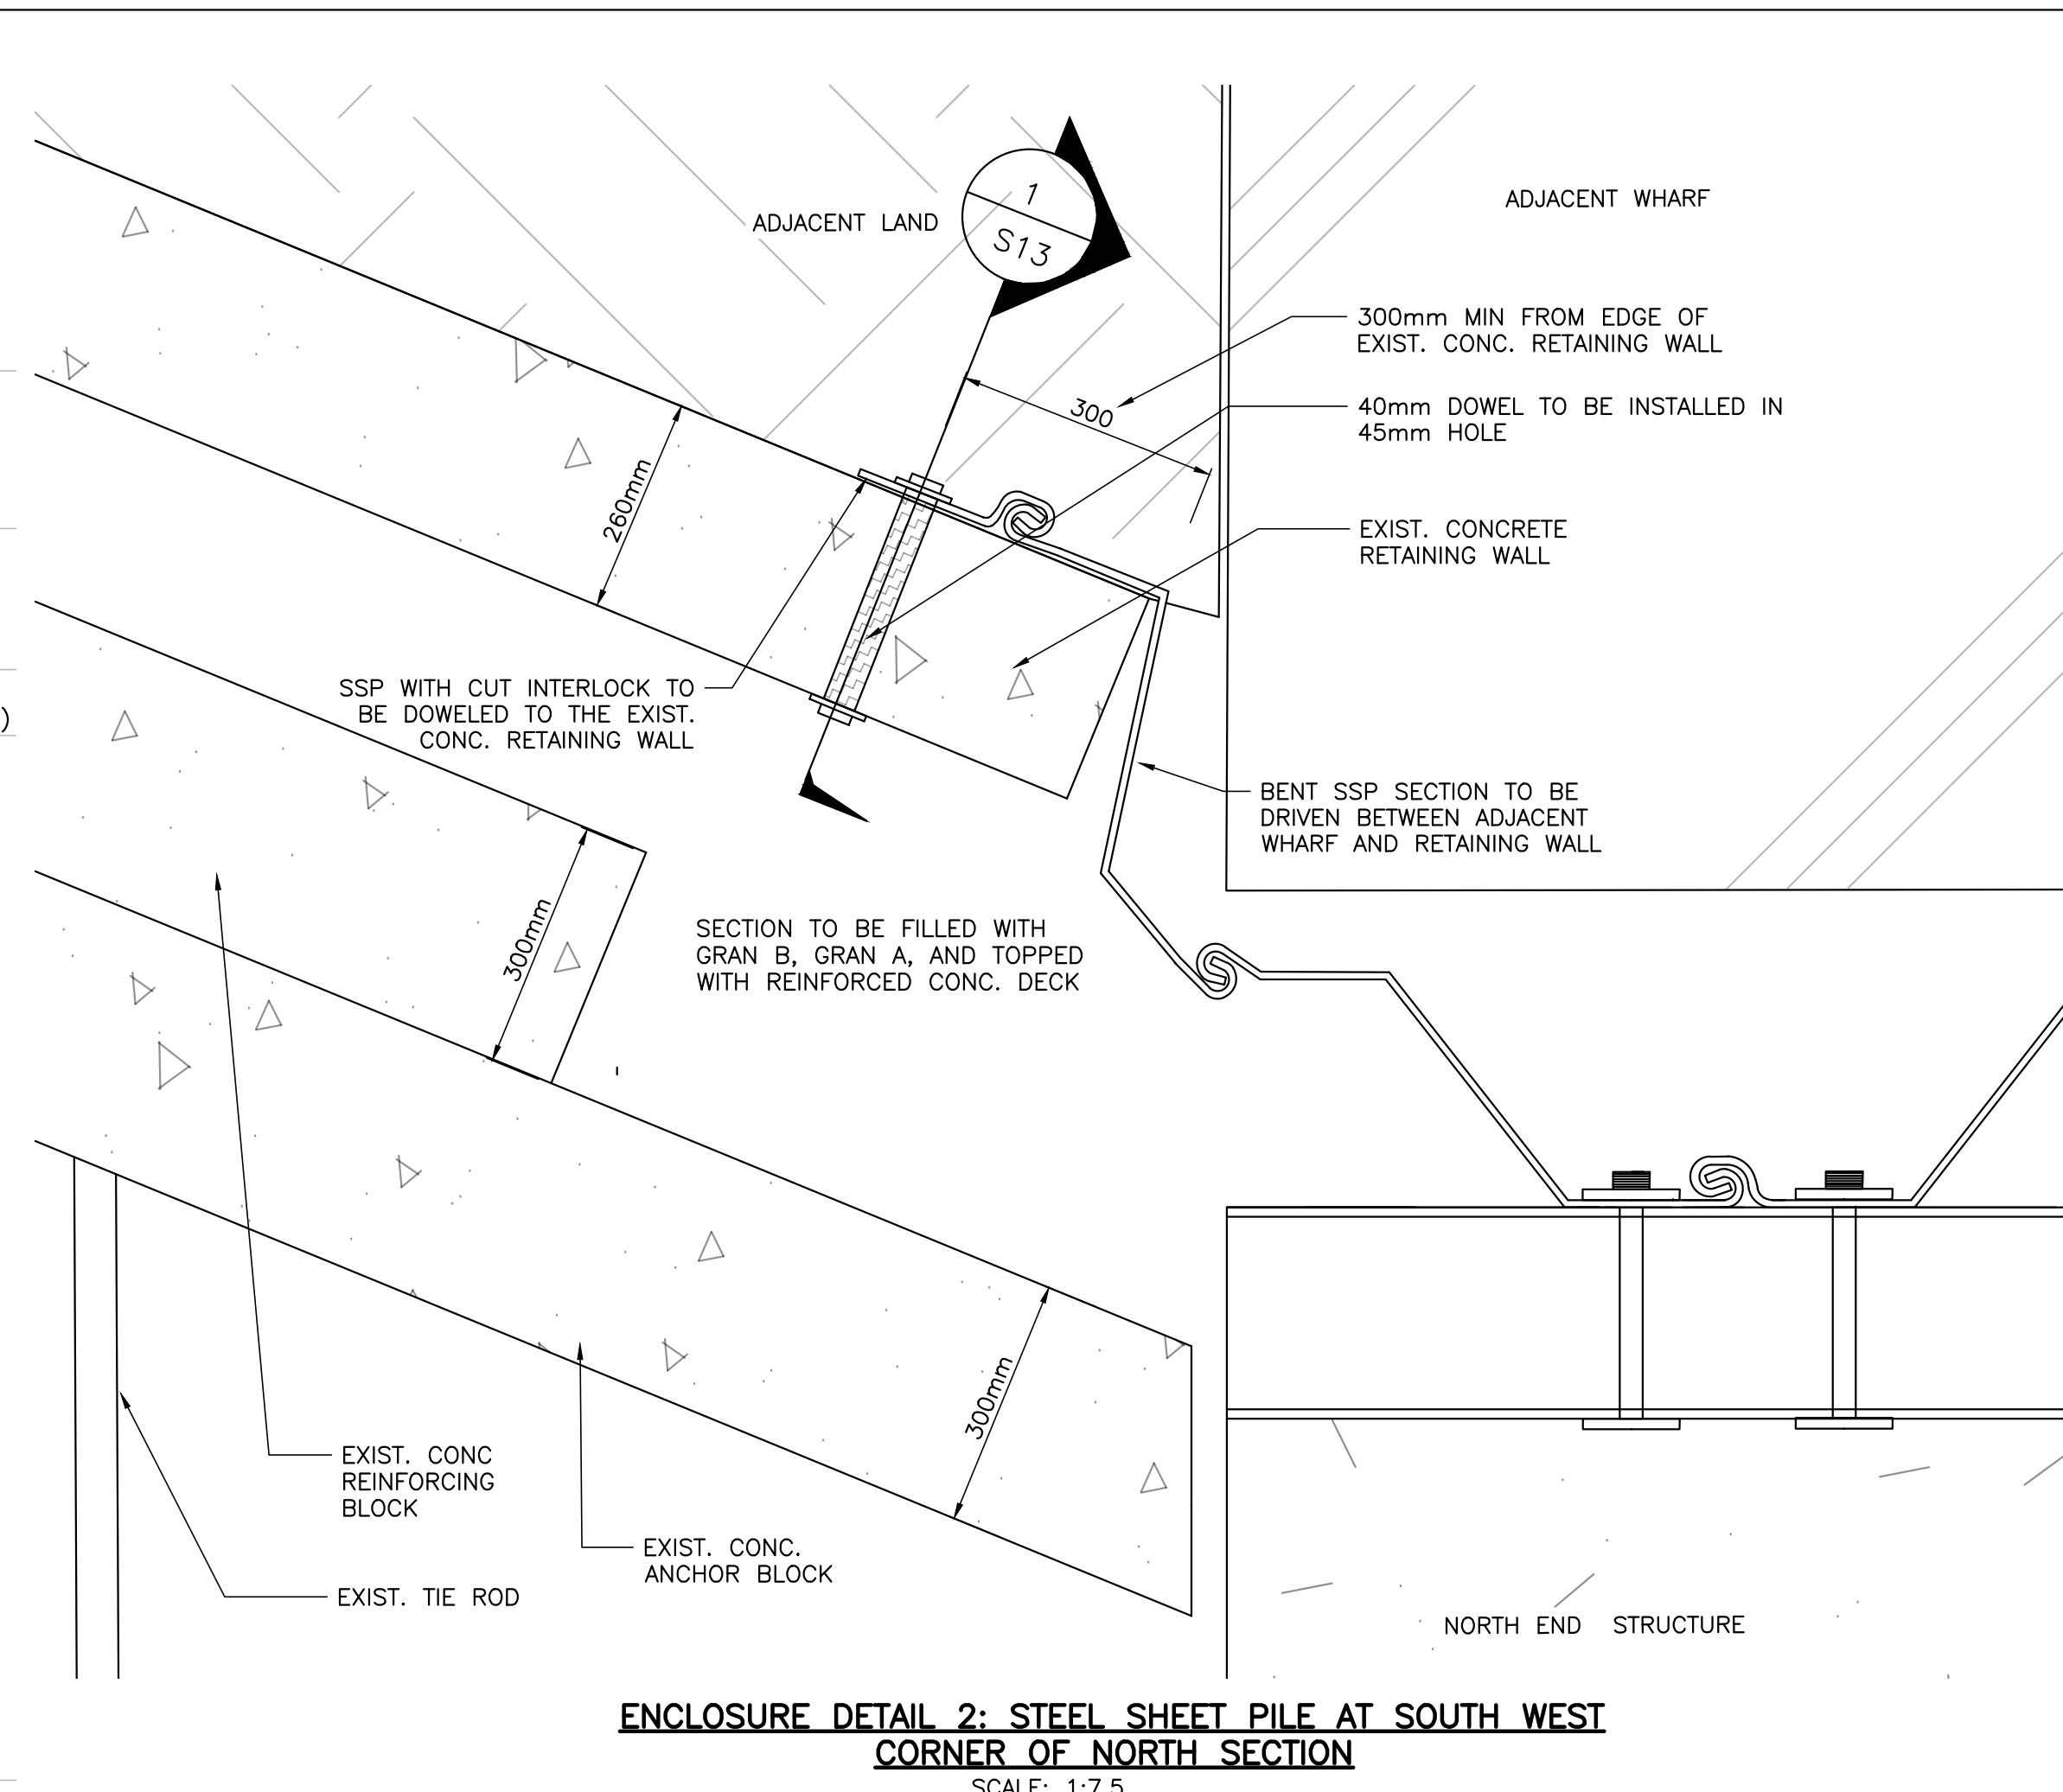 ADJACENT LAND
1
S13
ADJACENT WHARF
300mm MIN FROM EDGE OF
EXIST. CONC. RETAINING WALL
300
40mm DOWEL TO BE INSTALLED IN
45mm HOLE
260mm
EXIST. CONCRETE
RETAINING WALL
SSP WITH CUT INTERLOCK TO
BE DOWELED TO THE EXIST.
CONC. RETAINING WALL
)
BENT SSP SECTION TO BE
DRIVEN BETWEEN ADJACENT
WHARF AND RETAINING WALL
300mm
SECTION TO BE FILLED WITH
GRAN B, GRAN A, AND TOPPED
WITH REINFORCED CONC. DECK
300mm
EXIST. CONC
REINFORCING
BLOCK
EXIST. CONC.
ANCHOR BLOCK
EXIST. TIE ROD
NORTH END STRUCTURE
ENCLOSURE DETAIL 2: STEEL SHEET PILE AT SOUTH WEST
CORNER OF NORTH SECTION
SCALE: 1:7.5